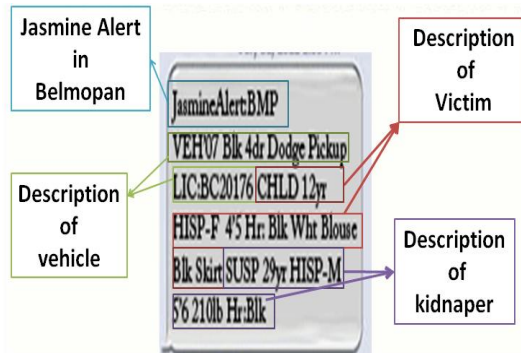 Jasmine Alert
in
Belmopan
Description
of
Victim
JasmineAlert:BMP
VEH'07 Blk 4dr Dodge Pickup
LIC:BC20176 CHLD 12yr
HISP-F 4'5 Hr: Blk Wht Blouse
Blk Skirt SUSP 29yr HISP-M
5'6 210lb Hr:Blk
Description
of
vehicle
Description
of
kidnaper